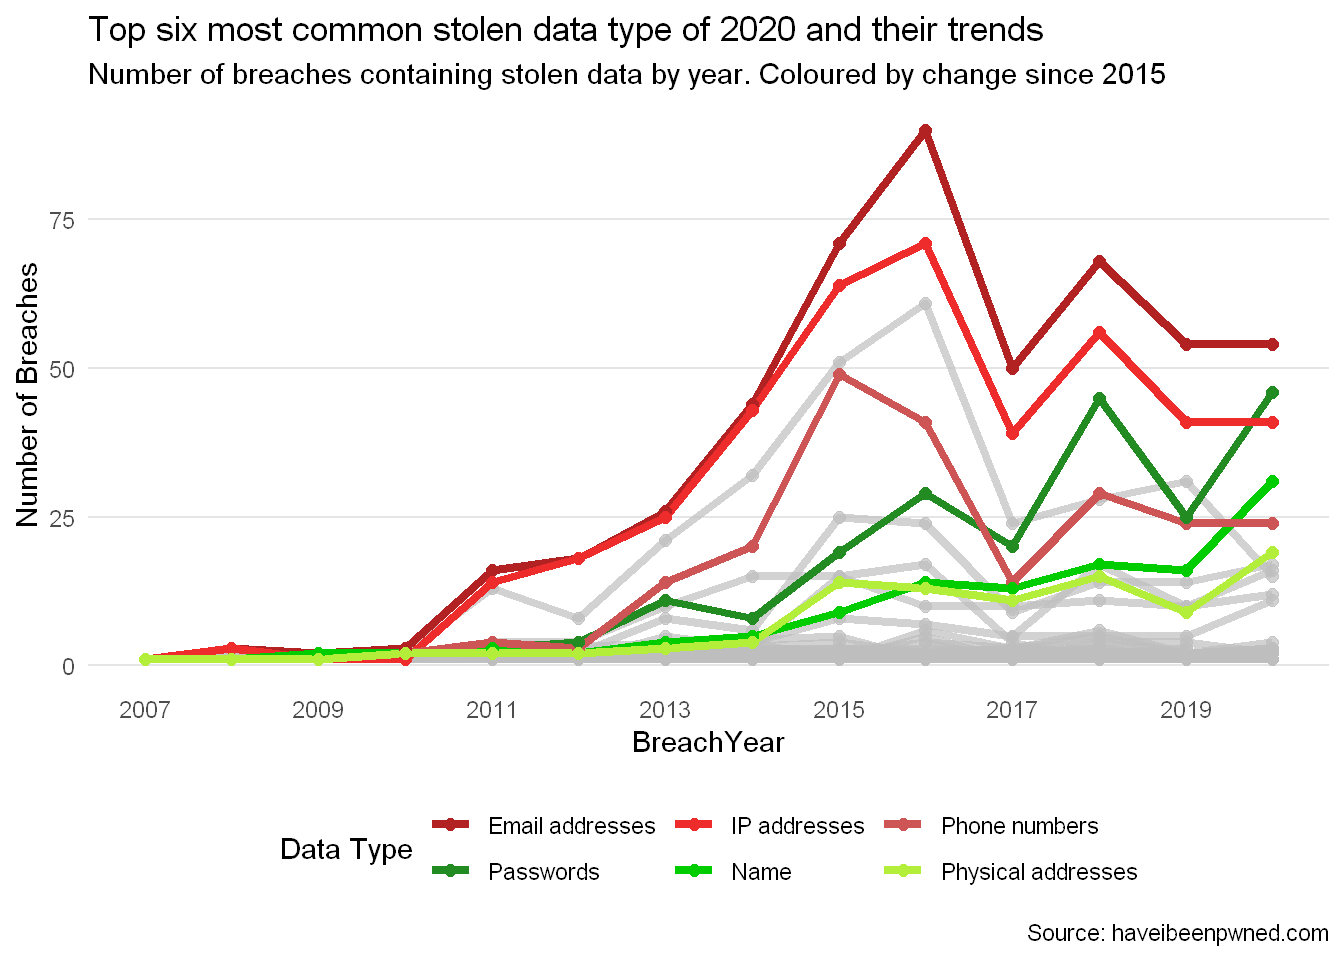 Top six most common stolen data type of 2020 and their trends
Number of breaches containing stolen data by year. Coloured by change since 2015
Number of Breaches
75
50
25
0
2007 2009 2011 2013 2015 2017 2019
BreachYear
Data Type
Email addresses IP addresses Phone numbers
Passwords Name Physical addresses
Source: haveibeenpwned.com